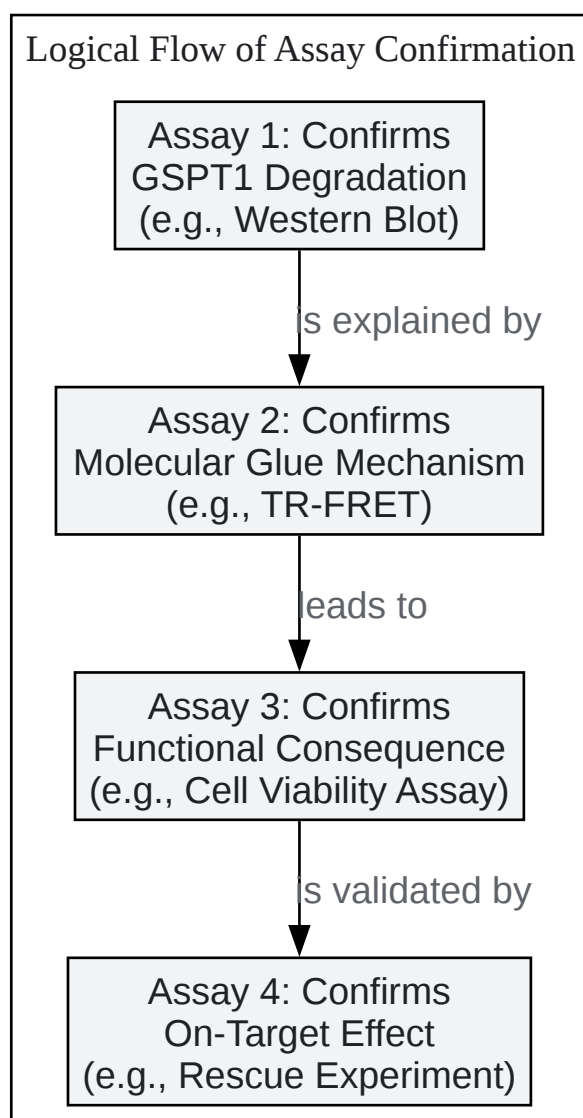 Logical Flow of Assay Confirmation
Assay 1: Confirms
GSPT1 Degradation
(e.g., Western Blot)
is explained by
Assay 2: Confirms
Molecular Glue Mechanism
(e.g., TR-FRET)
leads to
Assay 3: Confirms
Functional Consequence
(e.g., Cell Viability Assay)
is validated by
Assay 4: Confirms
On-Target Effect
(e.g., Rescue Experiment)